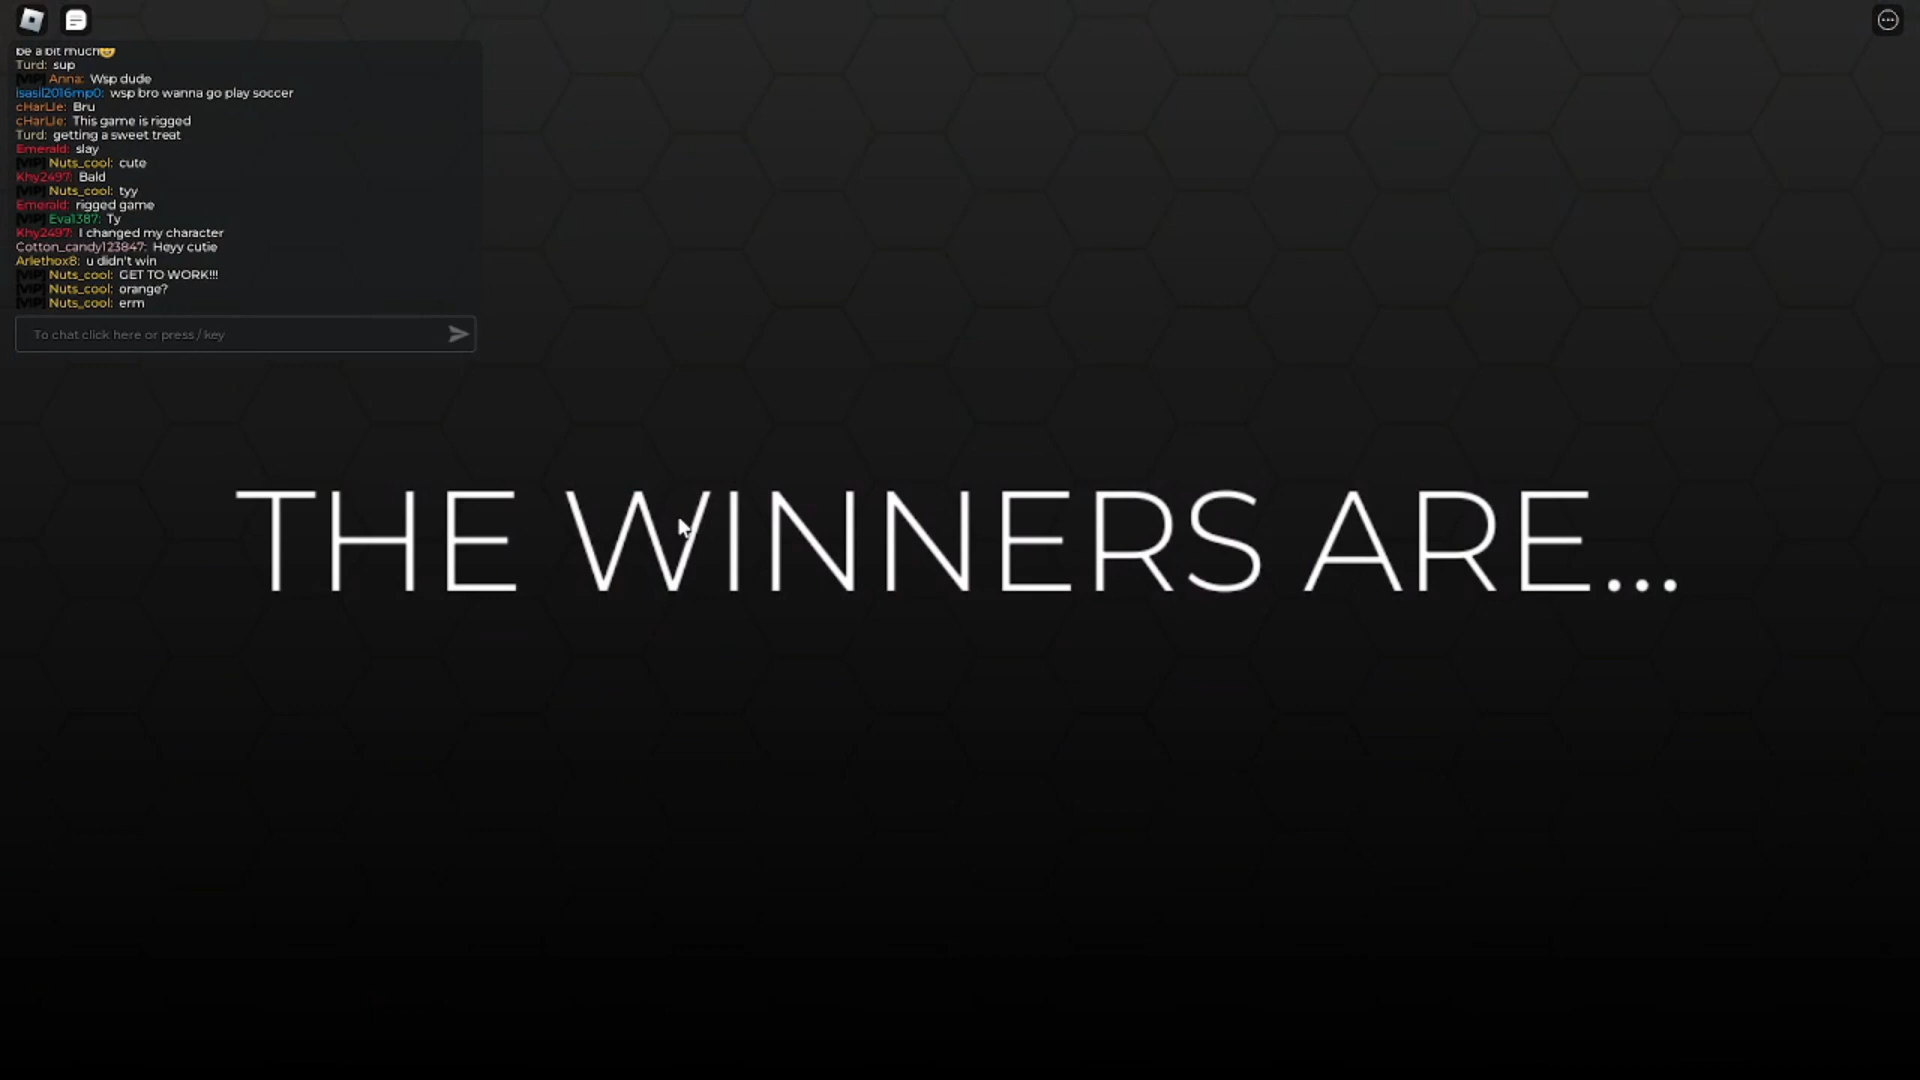 be a bit much🤠
Turd: sup
[VIP] Anna: Wsp dude
isasil2016mp0: wsp bro wanna go play soccer
cHarLIe: Bru
cHarLIe: This game is rigged
Turd: getting a sweet treat
Emerald: slay
[VIP] Nuts_cool: cute
Khy2497: Bald
[VIP] Nuts_cool: tyy
Emerald: rigged game
[VIP] Eva1387: Ty
Khy2497: I changed my character
Cotton_candy123847: Heyy cutie
Arlethox8: u didn't win
[VIP] Nuts_cool: GET TO WORK!!!
[VIP] Nuts_cool: orange?
[VIP] Nuts_cool: erm
To chat click here or press / key
THE WINNERS ARE...